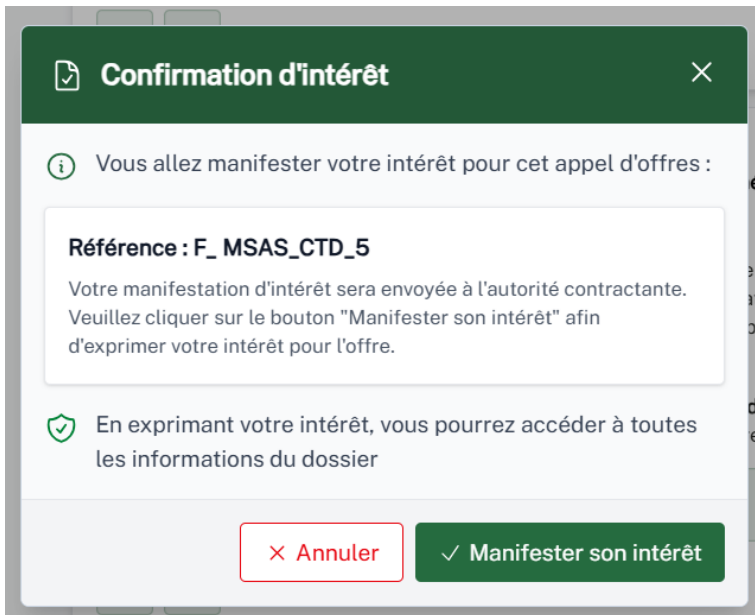 Confirmation d'intérêt
Vous allez manifester votre intérêt pour cet appel d'offres :
Référence : F_ MSAS_CTD_5
Votre manifestation d'intérêt sera envoyée à l'autorité contractante.
Veuillez cliquer sur le bouton "Manifester son intérêt" afin
d'exprimer votre intérêt pour l'offre.
En exprimant votre intérêt, vous pourrez accéder à toutes
les informations du dossier
Annuler
Manifester son intérêt